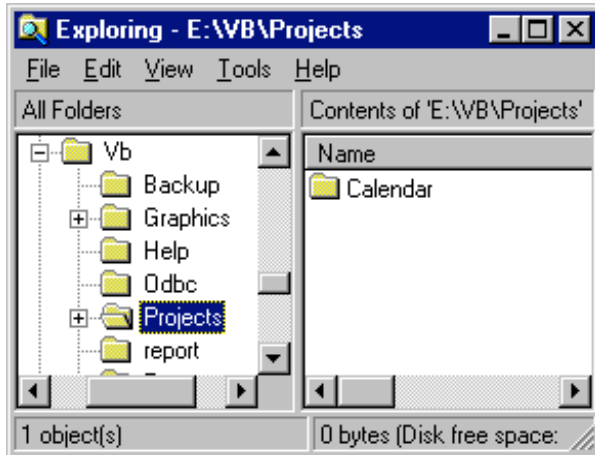 Exploring - E:\VB\Projects
File Edit View Tools Help
All Folders
Contents of 'E:\VB\Projects'
Vb
Backup
Graphics
Help
Odbc
Projects
report
Name
Calendar
1 object(s)
0 bytes (Disk free space: